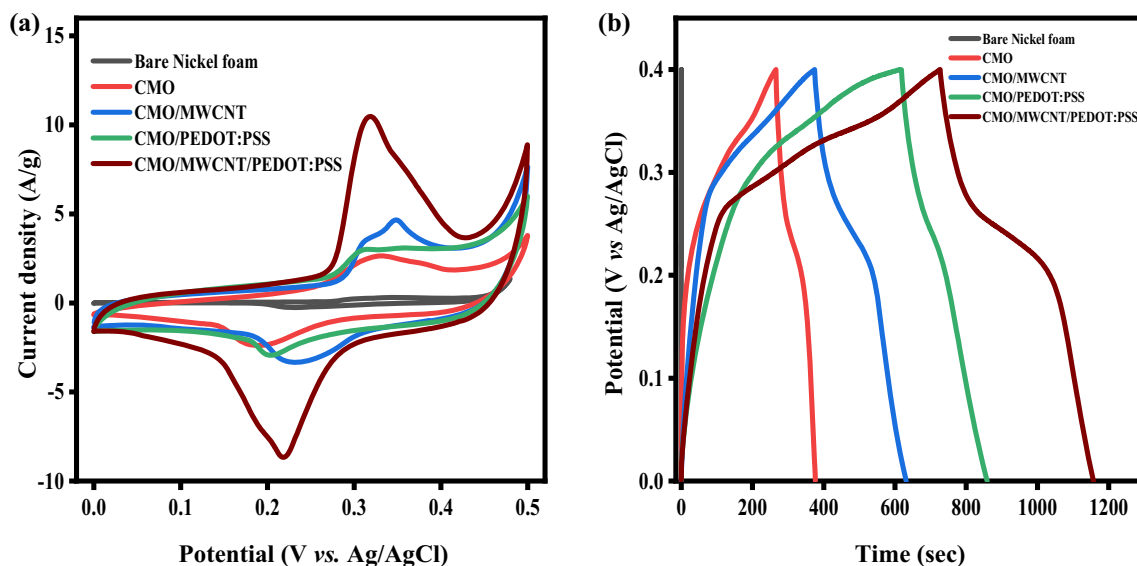 (a)
Bare Nickel foam
CMO
CMO/MWCNT
CMO/PEDOT:PSS
CMO/MWCNT/PEDOT:PSS
15
10
5
0
-5
-10
0.0 0.1 0.2 0.3 0.4 0.5
Current density (A/g)
Potential (V vs. Ag/AgCl)
(b)
Bare Nickel foam
CMO
CMO/MWCNT
CMO/PEDOT:PSS
CMO/MWCNT/PEDOT:PSS
0.4
0.3
0.2
0.1
0.0
0 200 400 600 800 1000 1200
Potential (V vs Ag/AgCl)
Time (sec)